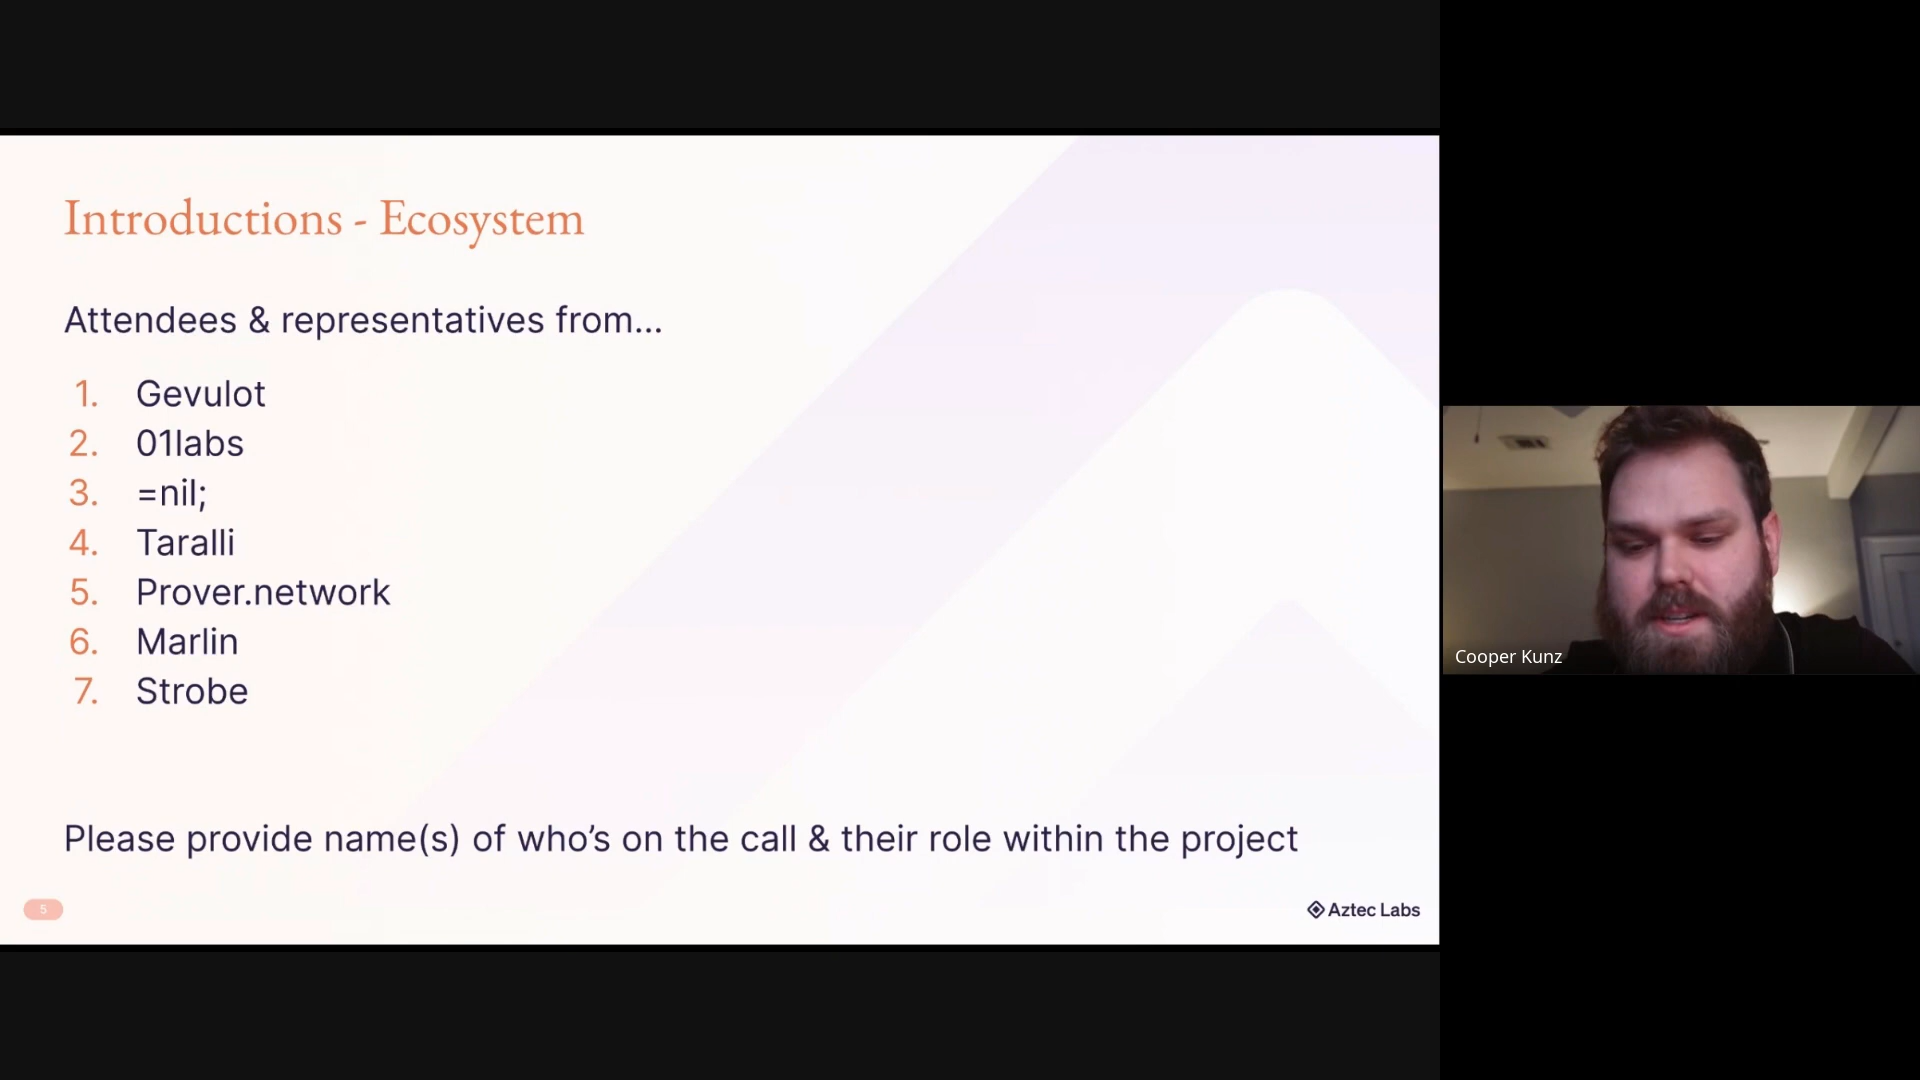 Introductions - Ecosystem
Attendees & representatives from...
1. Gevulot
2. 01labs
3. =nil;
4. Taralli
5. Prover.network
6. Marlin
7. Strobe
Please provide name(s) of who’s on the call & their role within the project
5
Aztec Labs
Cooper Kunz